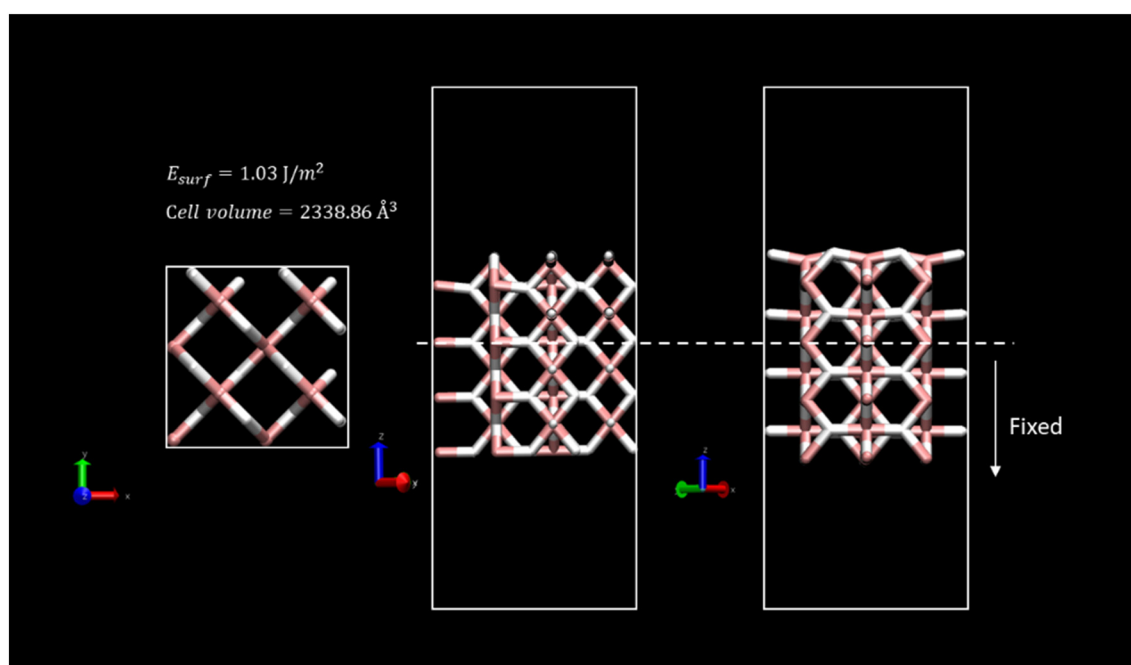 E_surf = 1.03 J/m²
Cell volume = 2338.86 Å³
Fixed
y
z
x
z
y
z
x